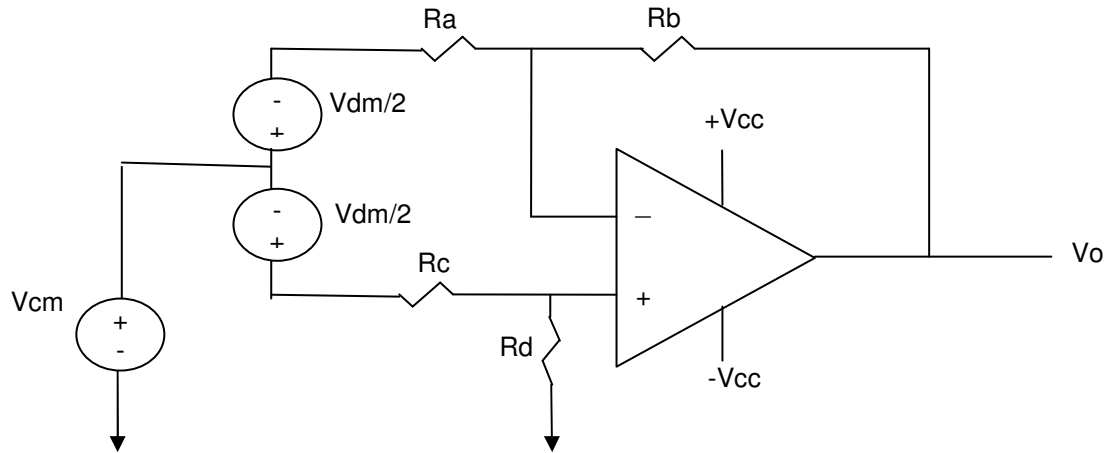 Ra
Rb
-
+
Vdm/2
+Vcc
-
+
Vdm/2
–
Vo
Rc
Vcm
+
-
+
Rd
-Vcc